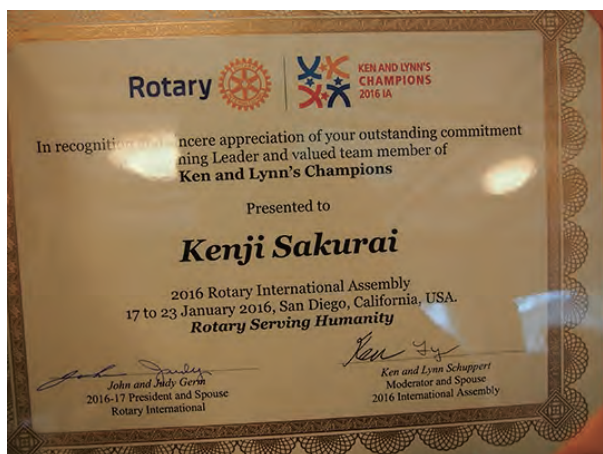 Rotary
KEN AND LYNN'S
CHAMPIONS
2016 IA
In recognition ncere appreciation of your outstanding commitment
ning Leader and valued team member of
Ken and Lynn's Champions
Presented to
Kenji Sakurai
2016 Rotary International Assembly
17 to 23 January 2016, San Diego, California, USA.
Rotary Serving Humanity
John and Judy Germ
2016-17 President and Spouse
Rotary International
Ken and Lynn Schuppert
Moderator and Spouse
2016 International Assembly